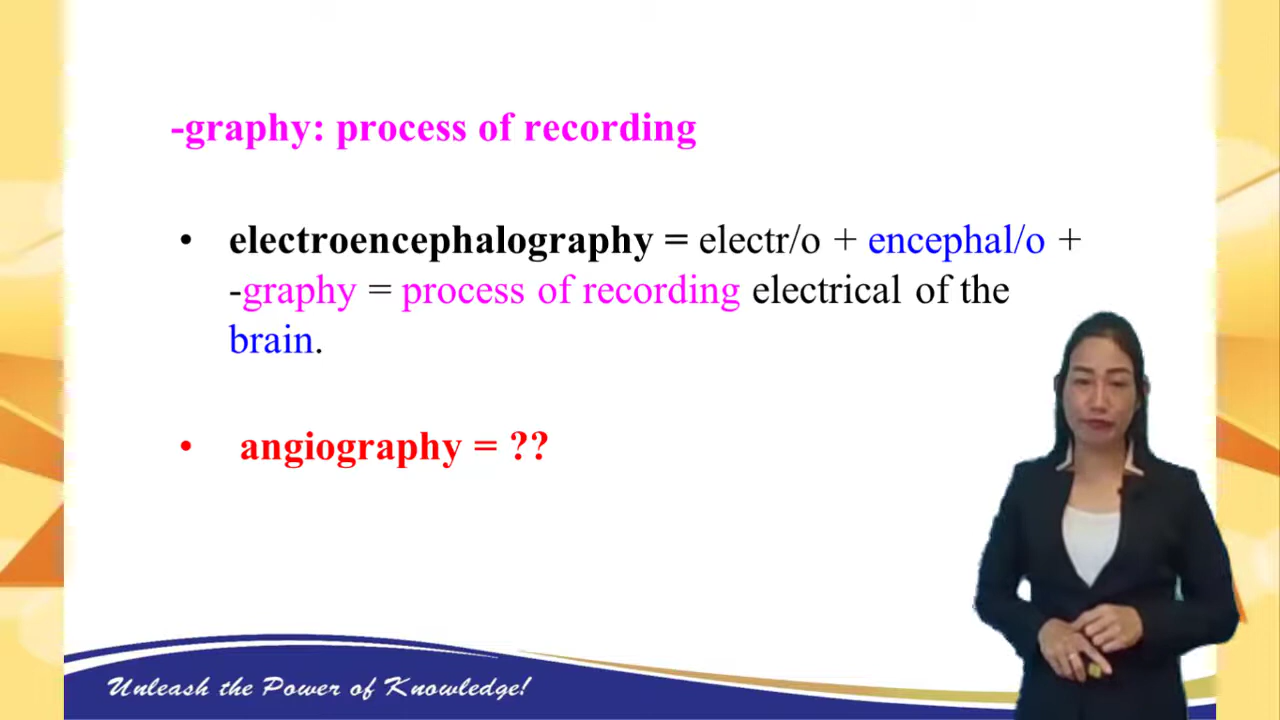 -graphy: process of recording
• electroencephalography = electr/o + encephal/o +
-graphy = process of recording electrical of the
brain.
• angiography = ??
Unleash the Power of Knowledge!